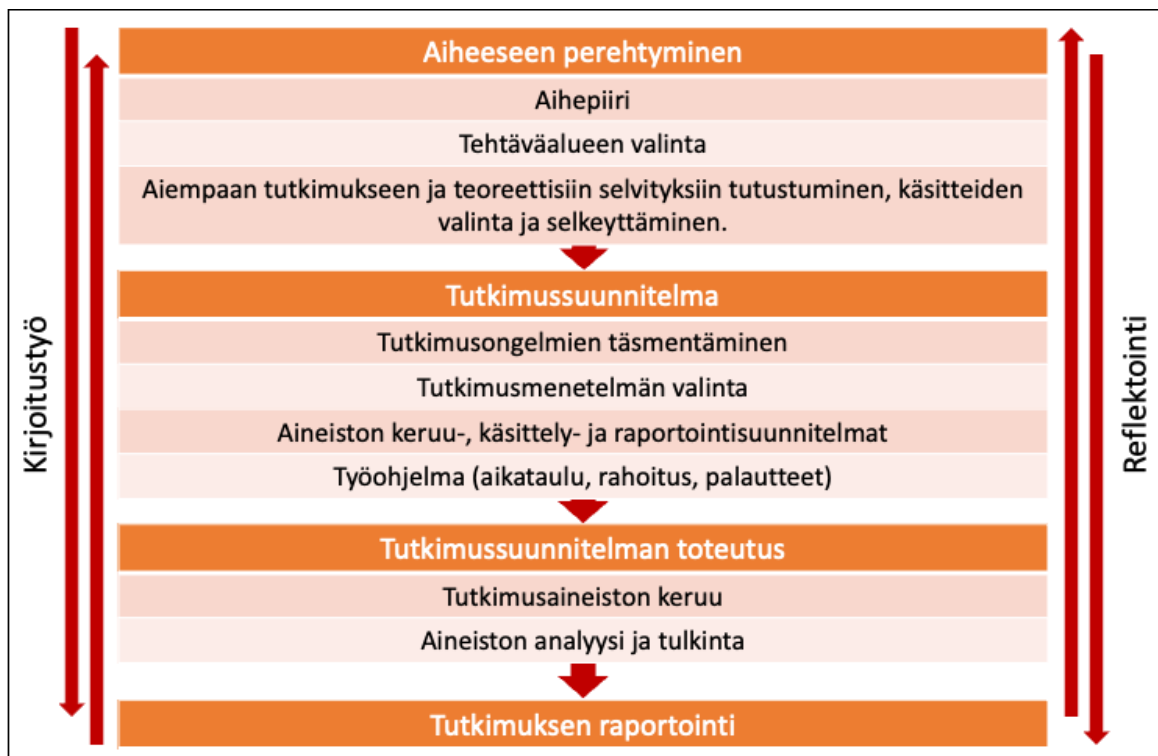 Aiheeseen perehtyminen
Aihepiiri
Tehtäväalueen valinta
Aiempaan tutkimukseen ja teoreettisiin selvityksiin tutustuminen, käsitteiden
valinta ja selkeyttäminen.
Tutkimussuunnitelma
Tutkimusongelmien täsmentäminen
Tutkimusmenetelmän valinta
Aineiston keruu-, käsittely- ja raportointisuunnitelmat
Työohjelma (aikataulu, rahoitus, palautteet)
Tutkimussuunnitelman toteutus
Tutkimusaineiston keruu
Aineiston analyysi ja tulkinta
Tutkimuksen raportointi
Kirjoitustyö
Reflektointi